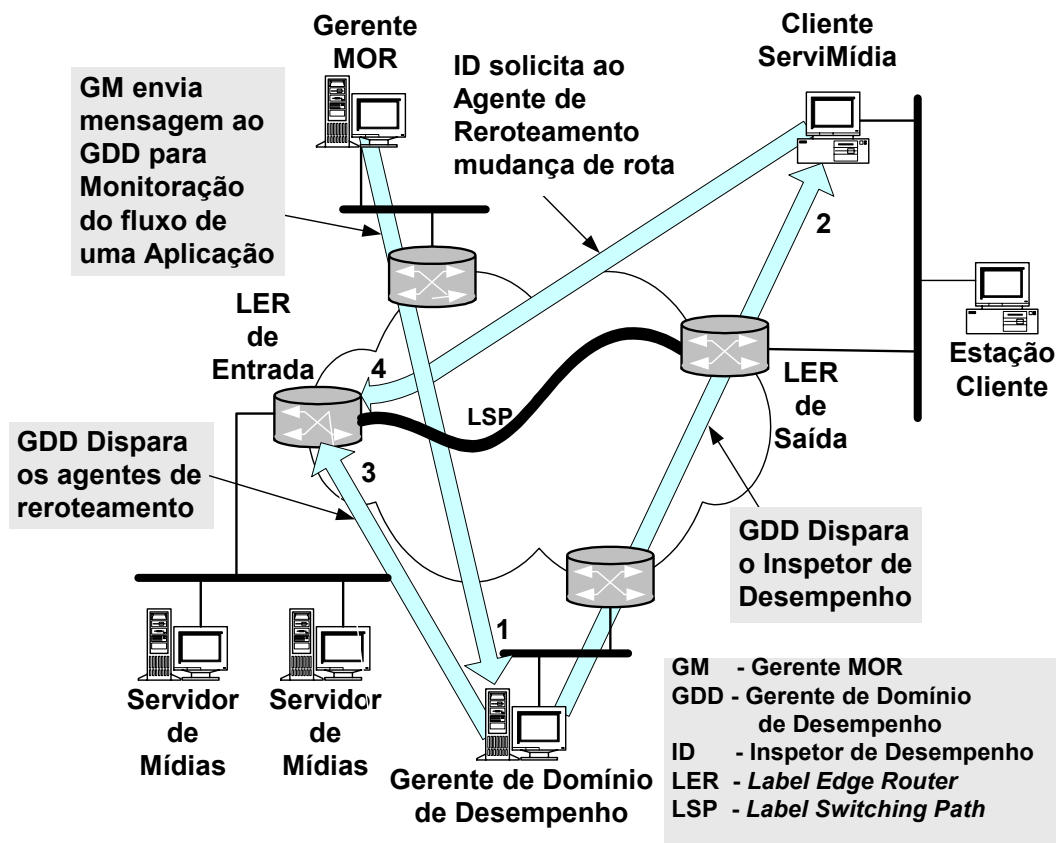 Gerente
MOR
Cliente
ServiMídia
GM envia
mensagem ao
GDD para
Monitoração
do fluxo de
uma Aplicação
ID solicita ao
Agente de
Reroteamento
mudança de rota
2
LER
de
Entrada
4
LSP
LER
de
Saída
Estação
Cliente
GDD Dispara
os agentes de
reroteamento
3
GDD Dispara
o Inspetor de
Desempenho
1
Servidor
de
Mídias
Servidor
de
Mídias
Gerente de Domínio
de Desempenho
GM - Gerente MOR
GDD - Gerente de Domínio
de Desempenho
ID - Inspetor de Desempenho
LER - Label Edge Router
LSP - Label Switching Path